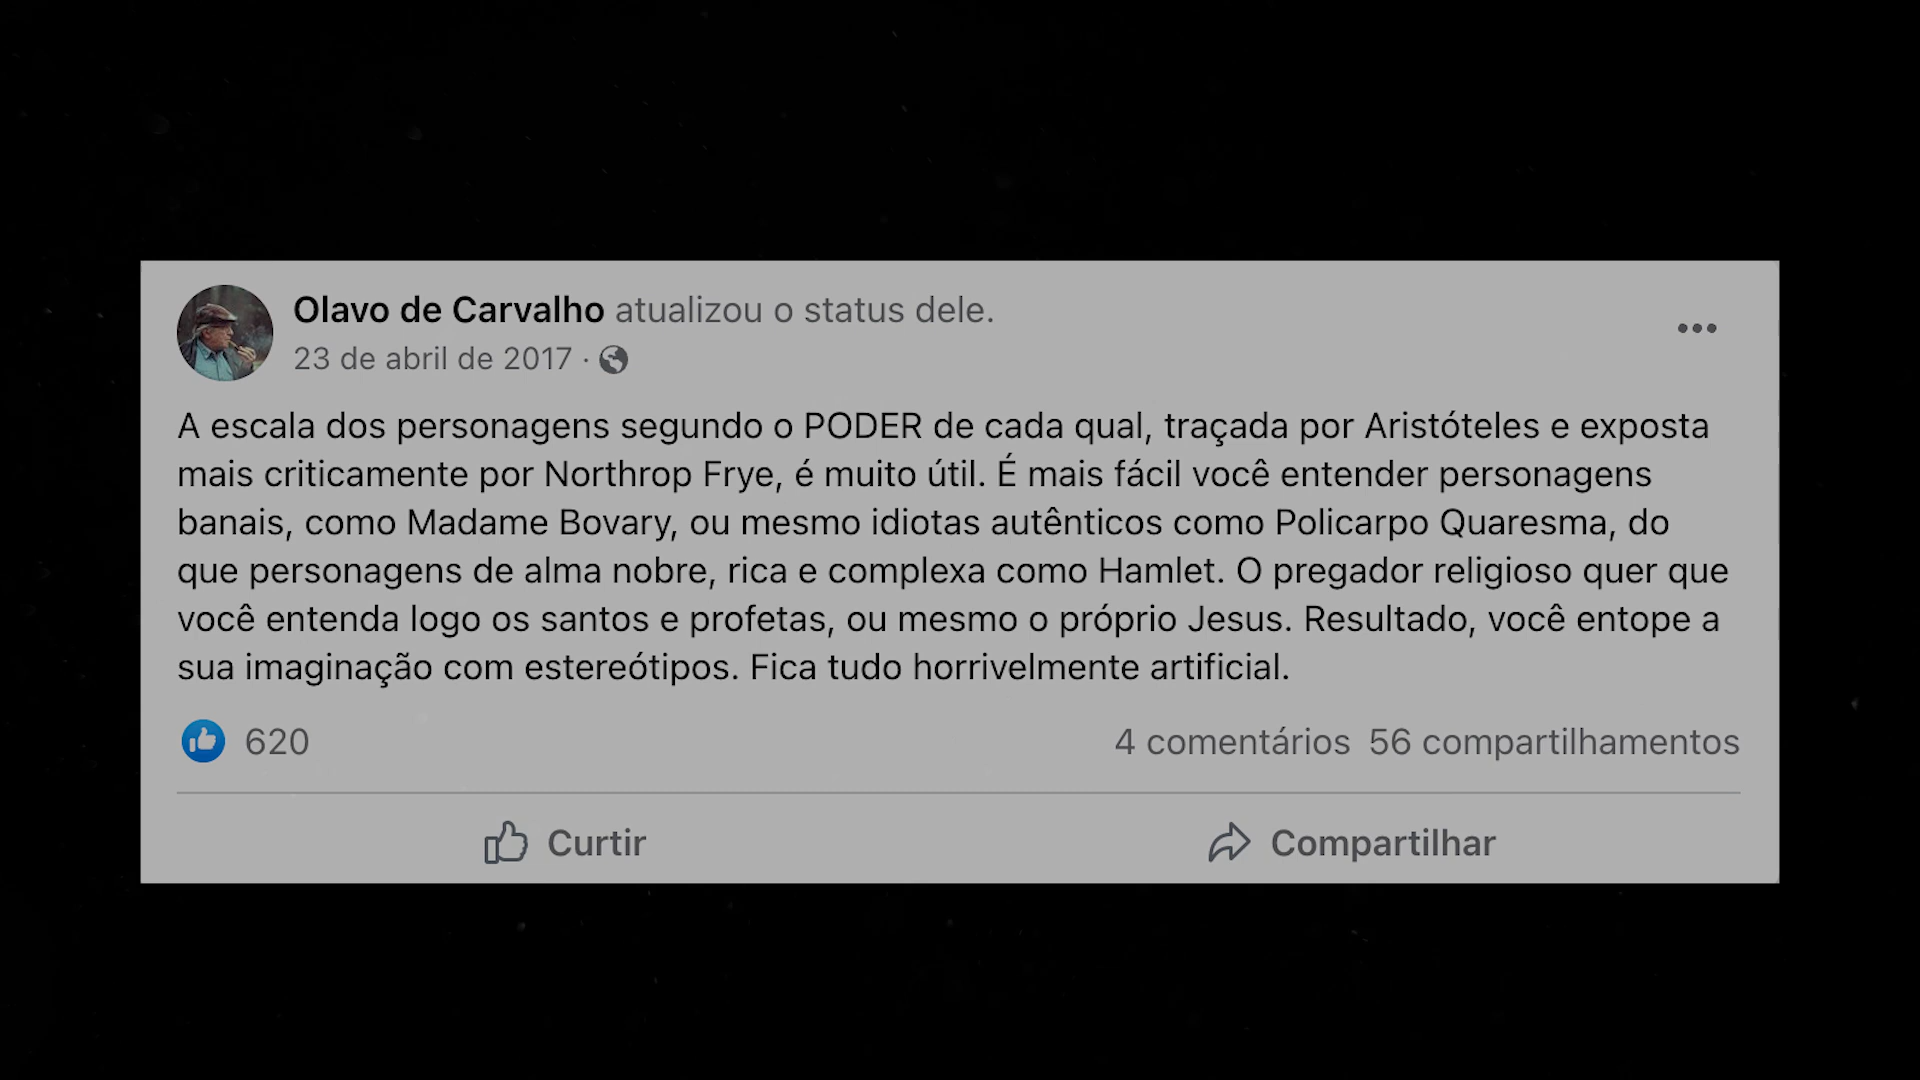 Olavo de Carvalho atualizou o status dele.
23 de abril de 2017 ·
A escala dos personagens segundo o PODER de cada qual, traçada por Aristóteles e exposta
mais criticamente por Northrop Frye, é muito útil. É mais fácil você entender personagens
banais, como Madame Bovary, ou mesmo idiotas autênticos como Policarpo Quaresma, do
que personagens de alma nobre, rica e complexa como Hamlet. O pregador religioso quer que
você entenda logo os santos e profetas, ou mesmo o próprio Jesus. Resultado, você entope a
sua imaginação com estereótipos. Fica tudo horrivelmente artificial.
620 4 comentários 56 compartilhamentos
Curtir Compartilhar